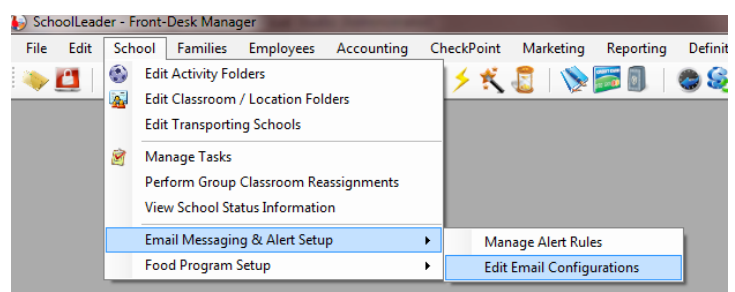 SchoolLeader - Front-Desk Manager
File Edit School Families Employees Accounting CheckPoint Marketing Reporting Definit
Edit Activity Folders
Edit Classroom / Location Folders
Edit Transporting Schools
Manage Tasks
Perform Group Classroom Reassignments
View School Status Information
Email Messaging & Alert Setup
Manage Alert Rules
Food Program Setup
Edit Email Configurations